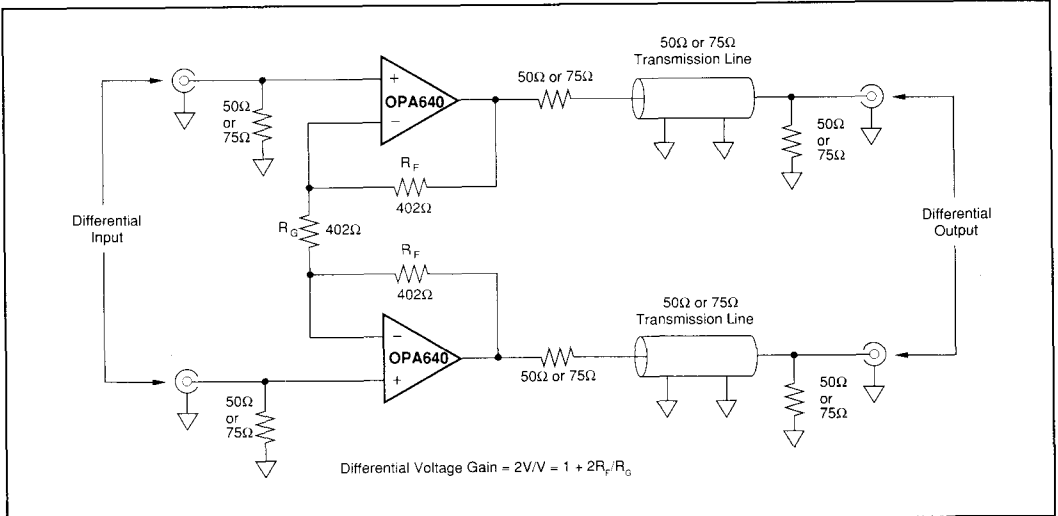 50Ω or 75Ω
Transmission Line
50Ω or 75Ω
+
OPA640
−
50Ω
or
75Ω
50Ω
or
75Ω
R_F
402Ω
Differential
Input
R_G 402Ω
Differential
Output
R_F
402Ω
50Ω or 75Ω
Transmission Line
−
OPA640
+
50Ω or 75Ω
50Ω
or
75Ω
50Ω
or
75Ω
Differential Voltage Gain = 2V/V = 1 + 2R_F/R_G